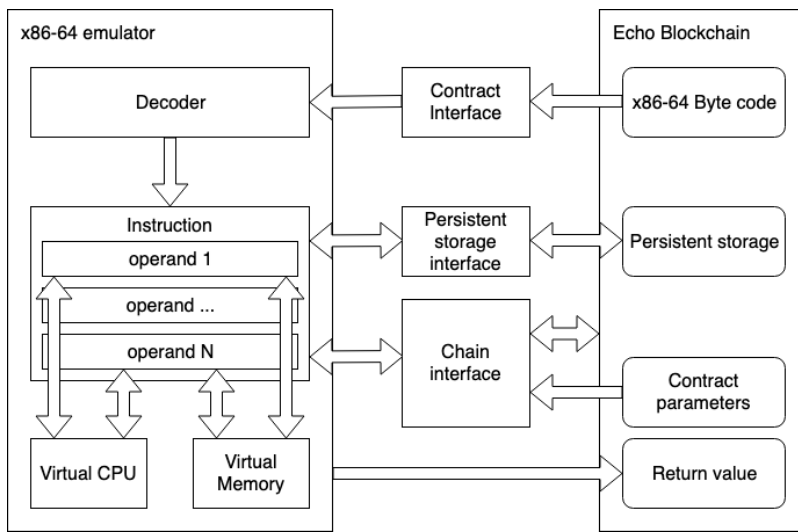 x86-64 emulator
Echo Blockchain
Decoder
Contract
Interface
x86-64 Byte code
Instruction
operand 1
operand ...
operand N
Persistent
storage
interface
Persistent storage
Chain
interface
Contract
parameters
Virtual CPU
Virtual
Memory
Return value